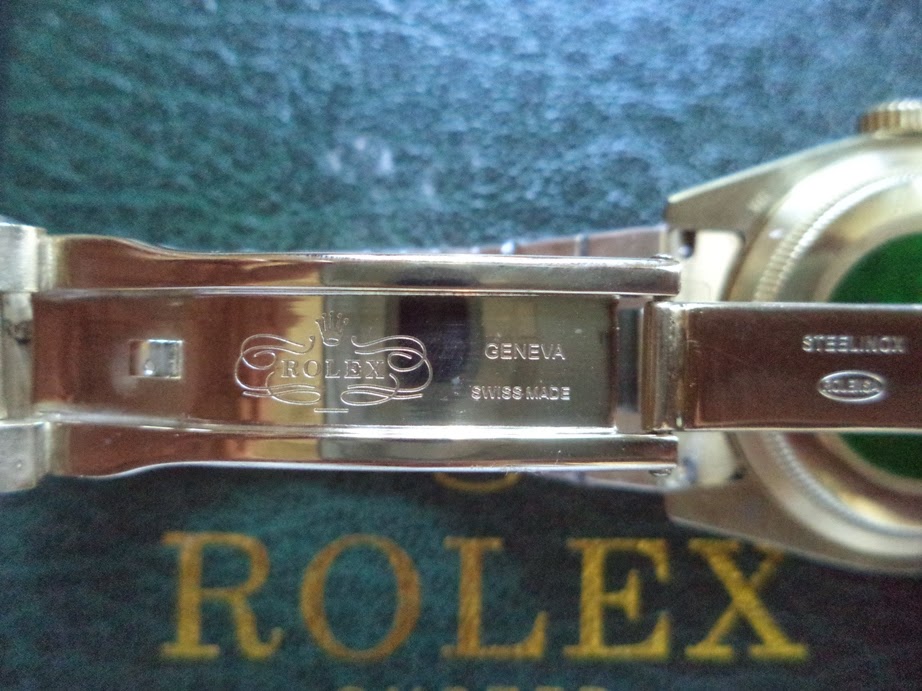 ROLEX
GENEVA
SWISS MADE
STEELINOX
ROLEX